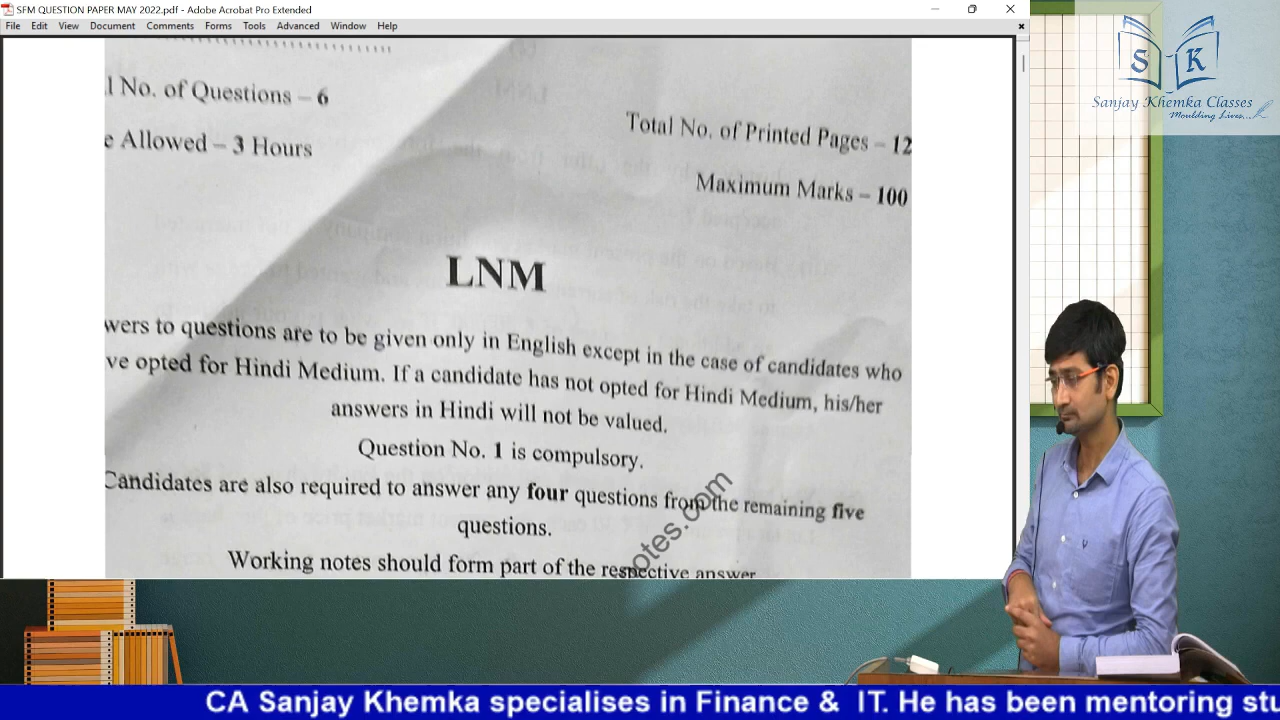 SFM QUESTION PAPER MAY 2022.pdf - Adobe Acrobat Pro Extended
File Edit View Document Comments Forms Tools Advanced Window Help
l No. of Questions – 6
Total No. of Printed Pages – 12
e Allowed – 3 Hours
Maximum Marks – 100
LNM
wers to questions are to be given only in English except in the case of candidates who
ve opted for Hindi Medium. If a candidate has not opted for Hindi Medium, his/her
answers in Hindi will not be valued.
Question No. 1 is compulsory.
Candidates are also required to answer any four questions from the remaining five
questions.
Working notes should form part of the respective answer
notes.com
S K
Sanjay Khemka Classes
Moulding Lives...
CA Sanjay Khemka specialises in Finance & IT. He has been mentoring stu